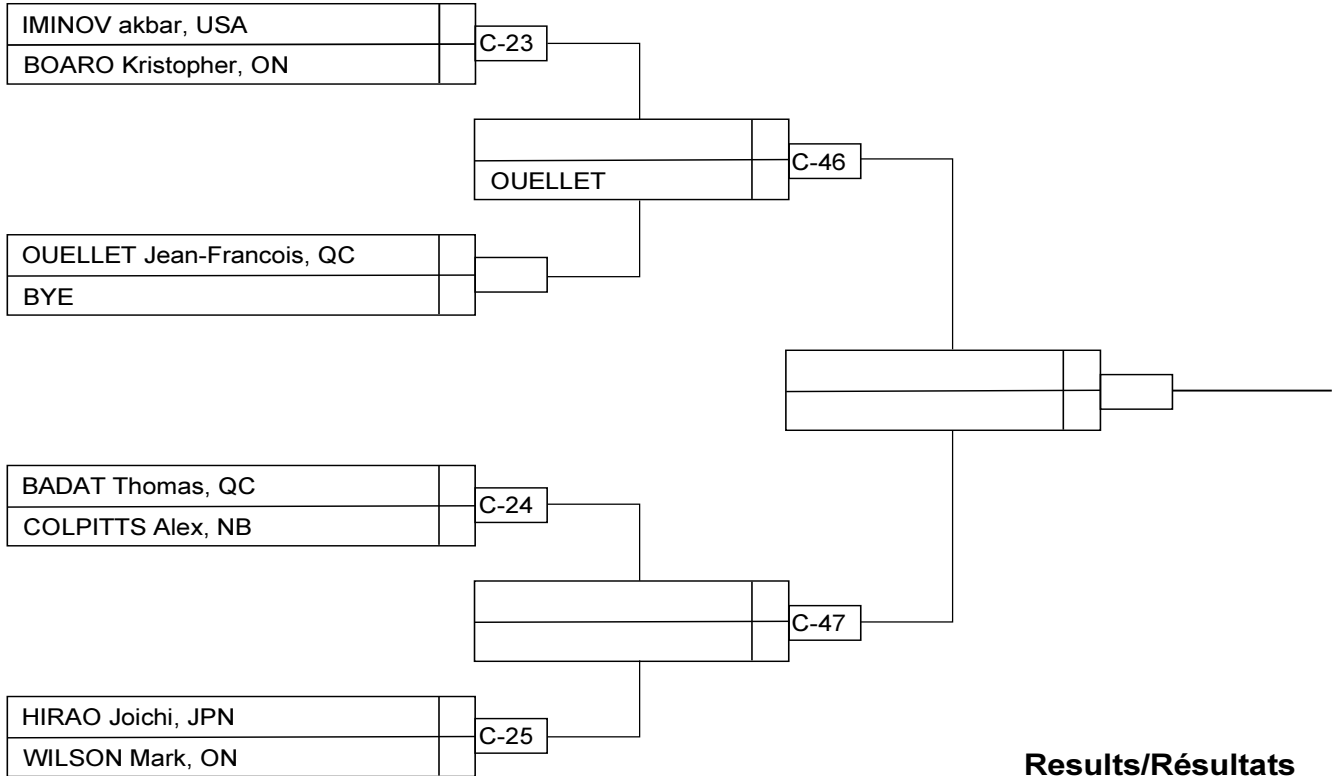 IMINOV akbar, USA
BOARO Kristopher, ON
C-23
OUELLET
C-46
OUELLET Jean-Francois, QC
BYE
BADAT Thomas, QC
COLPITTS Alex, NB
C-24
C-47
HIRAO Joichi, JPN
WILSON Mark, ON
C-25
Results/Résultats